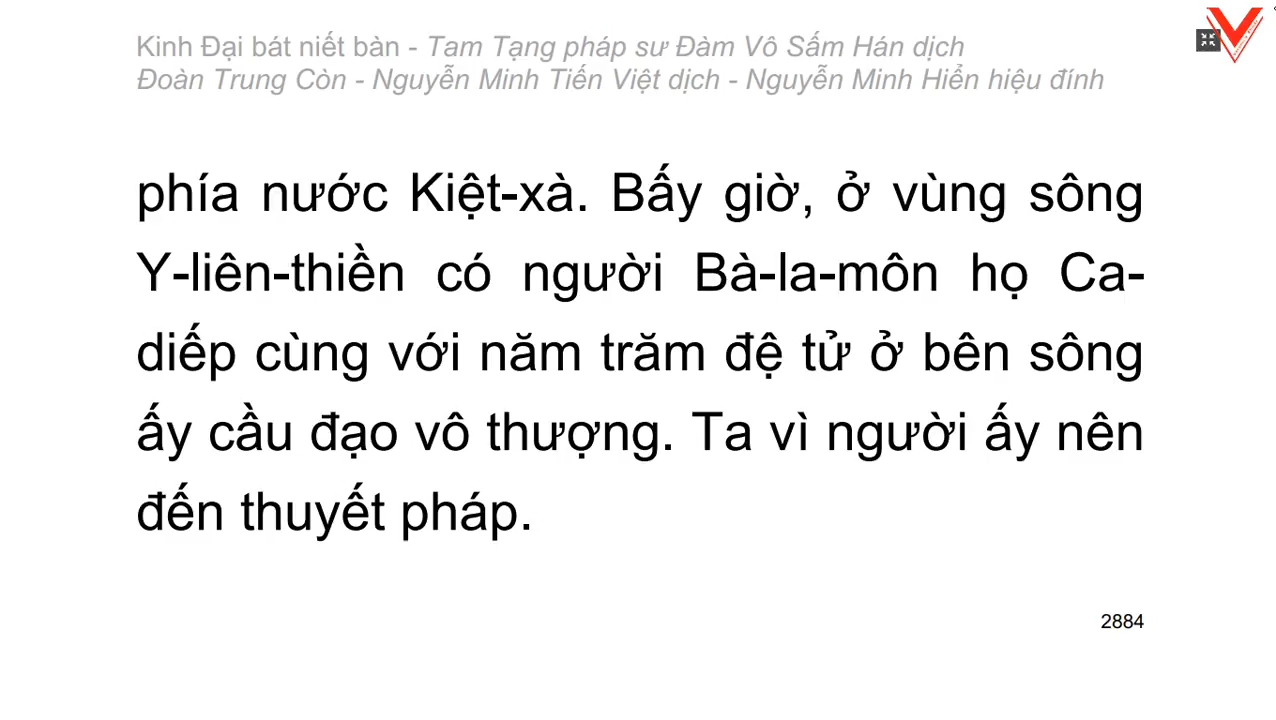 Kinh Đại bát niết bàn - Tam Tạng pháp sư Đàm Vô Sấm Hán dịch
Đoàn Trung Còn - Nguyễn Minh Tiến Việt dịch - Nguyễn Minh Hiển hiệu đính
phía nước Kiệt-xà. Bấy giờ, ở vùng sông
Y-liên-thiền có người Bà-la-môn họ Ca-
diếp cùng với năm trăm đệ tử ở bên sông
ấy cầu đạo vô thượng. Ta vì người ấy nên
đến thuyết pháp.
2884